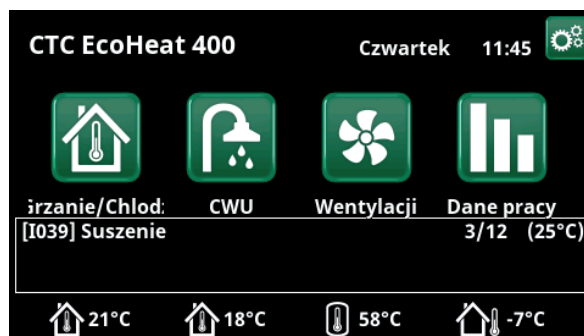 CTC EcoHeat 400 Czwartek 11:45
Grzanie/Chlodz CWU Wentylacji Dane pracy
[I039] Suszenie 3/12 (25°C)
21°C 18°C 58°C -7°C